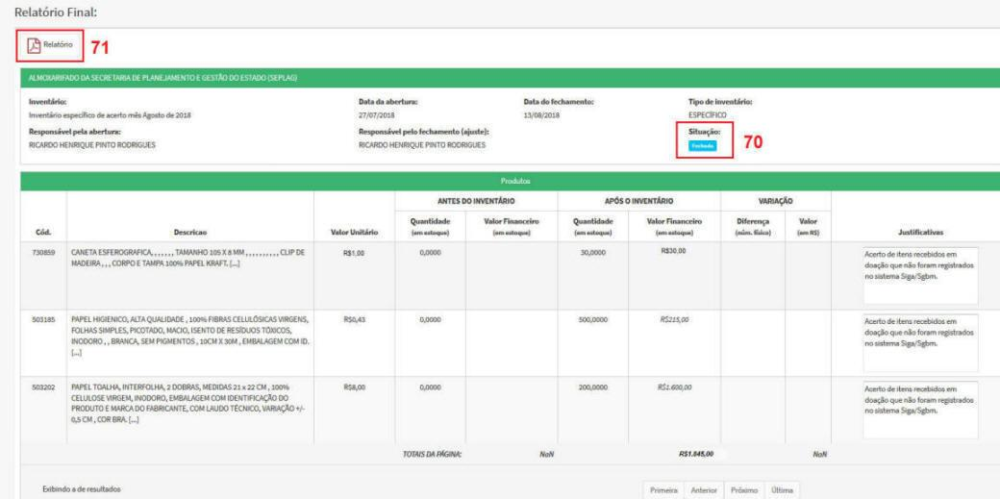 Relatório Final:
Relatório 71
ALMOXARIFADO DA SECRETARIA DE PLANEJAMENTO E GESTÃO DO ESTADO (SEPLAG)
Inventário: Data da abertura: Data do fechamento: Tipo de inventário:
Inventário específico de acerto mês Agosto de 2018 27/07/2018 13/08/2018 ESPECÍFICO
Responsável pela abertura: Responsável pelo fechamento (ajuste): Situação:
RICARDO HENRIQUE PINTO RODRIGUES RICARDO HENRIQUE PINTO RODRIGUES Fechado 70
Produtos
ANTES DO INVENTÁRIO APÓS O INVENTÁRIO VARIAÇÃO
Cód. Descricao Valor Unitário Quantidade (em estoque) Valor Financeiro (em estoque) Quantidade (em estoque) Valor Financeiro (em estoque) Diferença (núm. física) Valor (em R$) Justificativas
730859 CANETA ESFEROGRAFICA, , , , , , , TAMANHO 105 X 8 MM , , , , , , , , , , CLIP DE R$1,00 0,0000 30,0000 R$30,00 Acerto de itens recebidos em
MADEIRA , , , CORPO E TAMPA 100% PAPEL KRAFT. [...] doação que não foram registrados
no sistema Siga/Sgbm.
503185 PAPEL HIGIENICO, ALTA QUALIDADE , 100% FIBRAS CELULÓSICAS VIRGENS, R$0,43 0,0000 500,0000 R$215,00 Acerto de itens recebidos em
FOLHAS SIMPLES, PICOTADO, MACIO, ISENTO DE RESÍDUOS TÓXICOS, doação que não foram registrados
INODORO , , BRANCA, SEM PIGMENTOS , 10CM X 30M , EMBALAGEM COM ID. no sistema Siga/Sgbm.
[...]
503202 PAPEL TOALHA, INTERFOLHA, 2 DOBRAS, MEDIDAS 21 x 22 CM , 100% R$8,00 0,0000 200,0000 R$1.600,00 Acerto de itens recebidos em
CELULOSE VIRGEM, INODORO, EMBALAGEM COM IDENTIFICAÇÃO DO doação que não foram registrados
PRODUTO E MARCA DO FABRICANTE, COM LAUDO TÉCNICO, VARIAÇÃO +/- no sistema Siga/Sgbm.
0,5 CM , COR BRA. [...]
TOTAIS DA PÁGINA: NaN R$1.845,00 NaN
Exibindo a de resultados Primeira Anterior Próximo Última